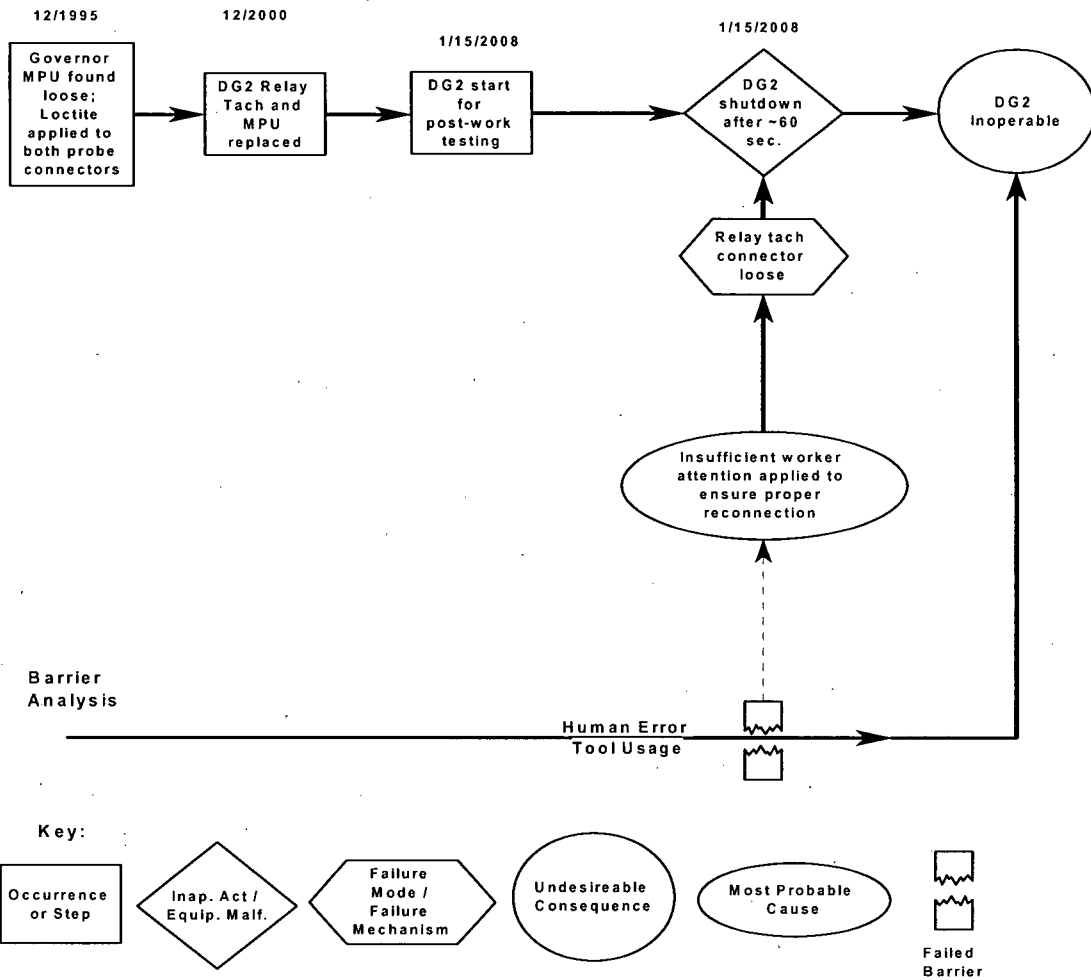 12/1995
12/2000
1/15/2008
1/15/2008
Governor
MPU found
loose;
Loctite
applied to
both probe
connectors
DG2 Relay
Tach and
MPU
replaced
DG2 start
for
post-work
testing
DG2
shutdown
after ~60
sec.
DG2
Inoperable
Relay tach
connector
loose
Insufficient worker
attention applied to
ensure proper
reconnection
Barrier
Analysis
Human Error
Tool Usage
Key:
Occurrence
or Step
Inap. Act /
Equip. Malf.
Failure
Mode /
Failure
Mechanism
Undesireable
Consequence
Most Probable
Cause
Failed
Barrier